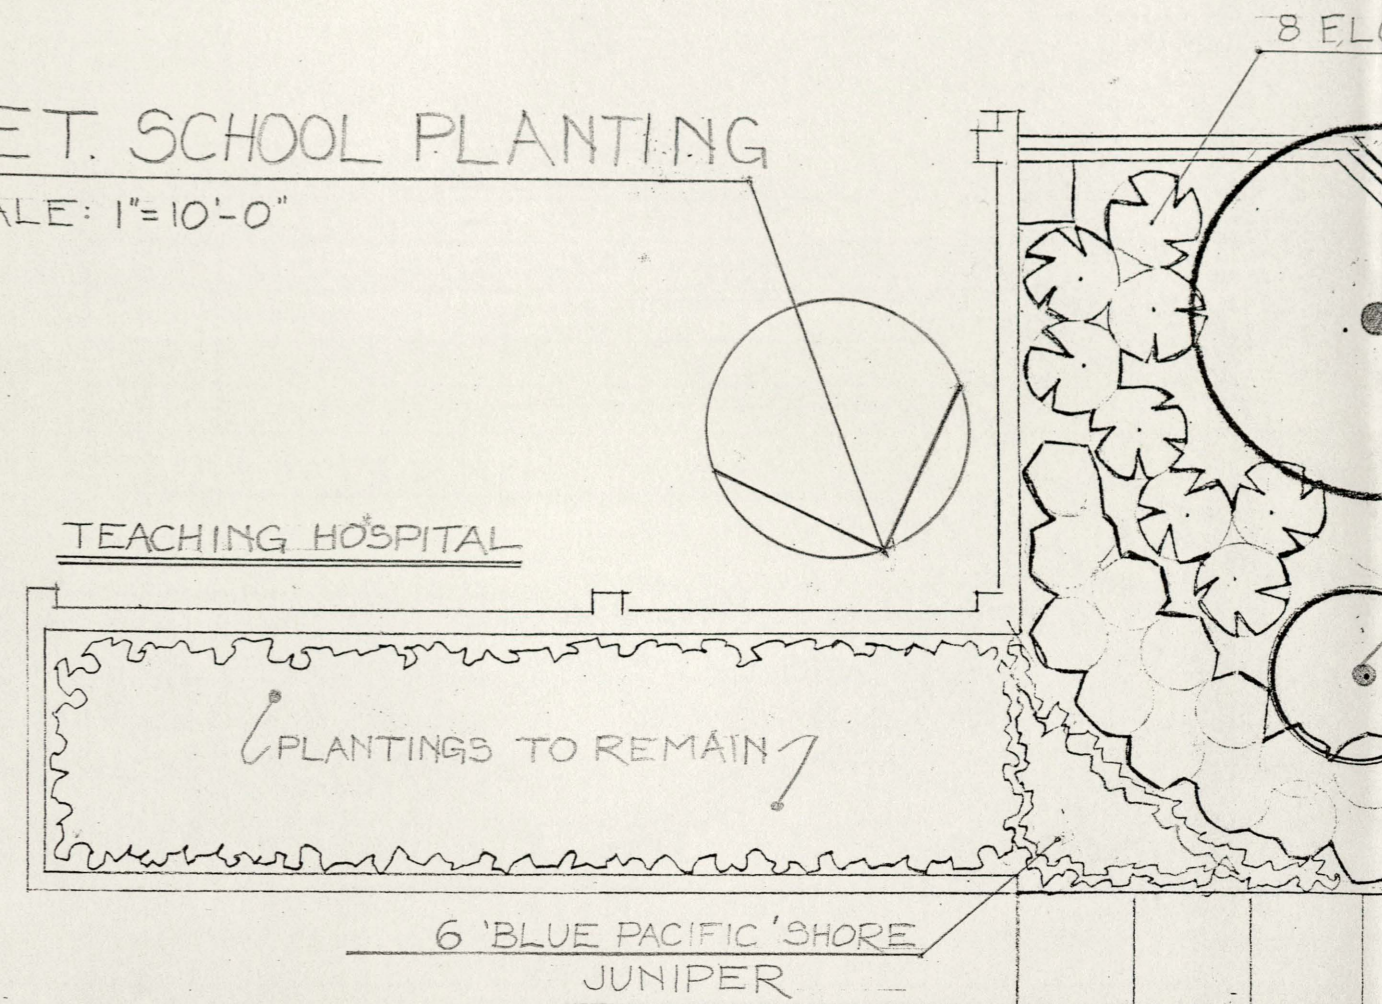 8 EL
ET. SCHOOL PLANTING
ALE: 1"=10'-0"
TEACHING HOSPITAL
PLANTINGS TO REMAIN
6 'BLUE PACIFIC' SHORE
JUNIPER